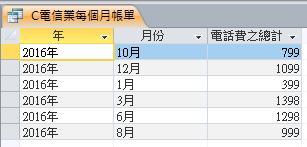 C電信業每個月帳單
年 月份 電話費之總計
2016年 10月 799
2016年 12月 1099
2016年 1月 399
2016年 3月 1398
2016年 6月 1298
2016年 8月 999